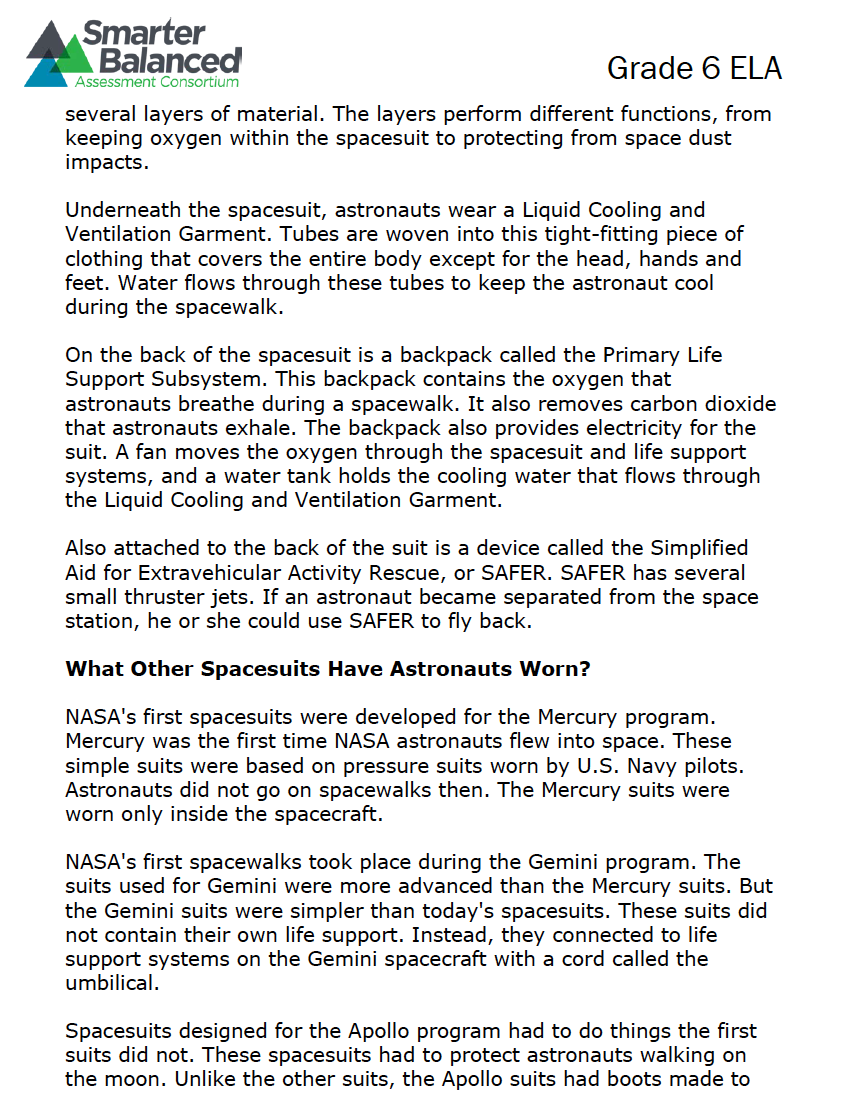 Smarter
Balanced
Assessment Consortium
Grade 6 ELA
several layers of material. The layers perform different functions, from
keeping oxygen within the spacesuit to protecting from space dust
impacts.
Underneath the spacesuit, astronauts wear a Liquid Cooling and
Ventilation Garment. Tubes are woven into this tight-fitting piece of
clothing that covers the entire body except for the head, hands and
feet. Water flows through these tubes to keep the astronaut cool
during the spacewalk.
On the back of the spacesuit is a backpack called the Primary Life
Support Subsystem. This backpack contains the oxygen that
astronauts breathe during a spacewalk. It also removes carbon dioxide
that astronauts exhale. The backpack also provides electricity for the
suit. A fan moves the oxygen through the spacesuit and life support
systems, and a water tank holds the cooling water that flows through
the Liquid Cooling and Ventilation Garment.
Also attached to the back of the suit is a device called the Simplified
Aid for Extravehicular Activity Rescue, or SAFER. SAFER has several
small thruster jets. If an astronaut became separated from the space
station, he or she could use SAFER to fly back.
What Other Spacesuits Have Astronauts Worn?
NASA's first spacesuits were developed for the Mercury program.
Mercury was the first time NASA astronauts flew into space. These
simple suits were based on pressure suits worn by U.S. Navy pilots.
Astronauts did not go on spacewalks then. The Mercury suits were
worn only inside the spacecraft.
NASA's first spacewalks took place during the Gemini program. The
suits used for Gemini were more advanced than the Mercury suits. But
the Gemini suits were simpler than today's spacesuits. These suits did
not contain their own life support. Instead, they connected to life
support systems on the Gemini spacecraft with a cord called the
umbilical.
Spacesuits designed for the Apollo program had to do things the first
suits did not. These spacesuits had to protect astronauts walking on
the moon. Unlike the other suits, the Apollo suits had boots made to